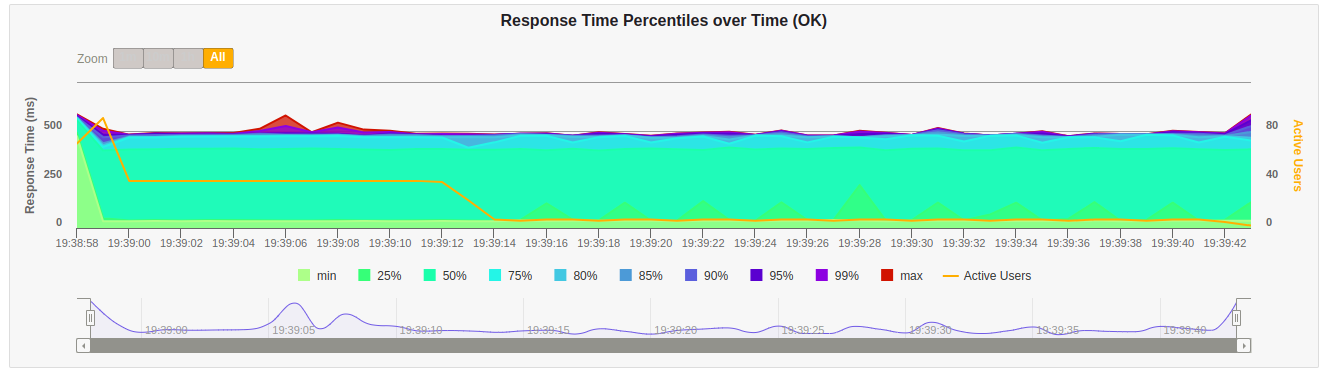 Response Time Percentiles over Time (OK)
Zoom All
Response Time (ms)
500
250
0
80
40
0
Active Users
19:38:58 19:39:00 19:39:02 19:39:04 19:39:06 19:39:08 19:39:10 19:39:12 19:39:14 19:39:16 19:39:18 19:39:20 19:39:22 19:39:24 19:39:26 19:39:28 19:39:30 19:39:32 19:39:34 19:39:36 19:39:38 19:39:40 19:39:42
min 25% 50% 75% 80% 85% 90% 95% 99% max Active Users
19:39:00 19:39:05 19:39:10 19:39:15 19:39:20 19:39:25 19:39:30 19:39:35 19:39:40